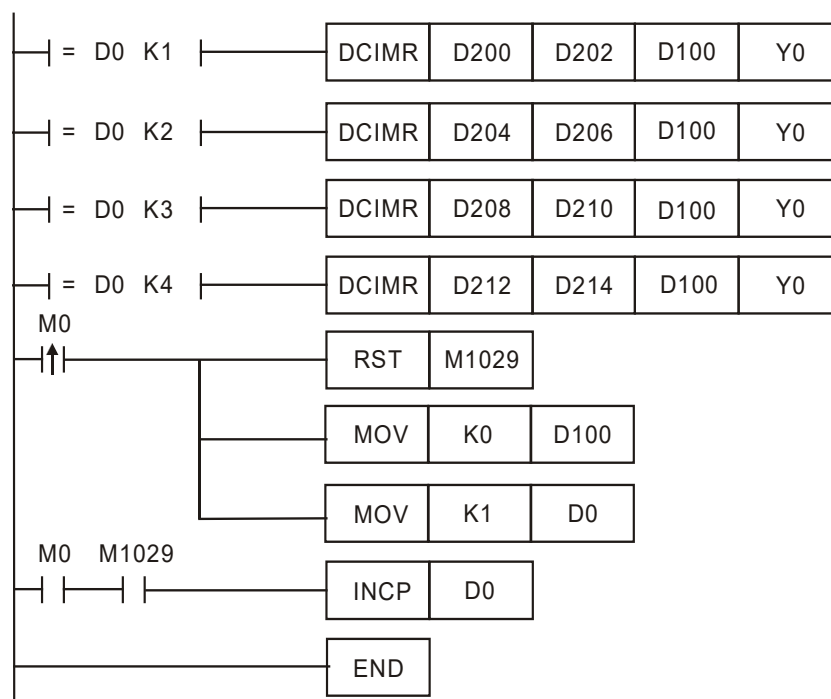 = D0 K1 DCIMR D200 D202 D100 Y0
= D0 K2 DCIMR D204 D206 D100 Y0
= D0 K3 DCIMR D208 D210 D100 Y0
= D0 K4 DCIMR D212 D214 D100 Y0
M0
RST M1029
MOV K0 D100
MOV K1 D0
M0 M1029
INCP D0
END